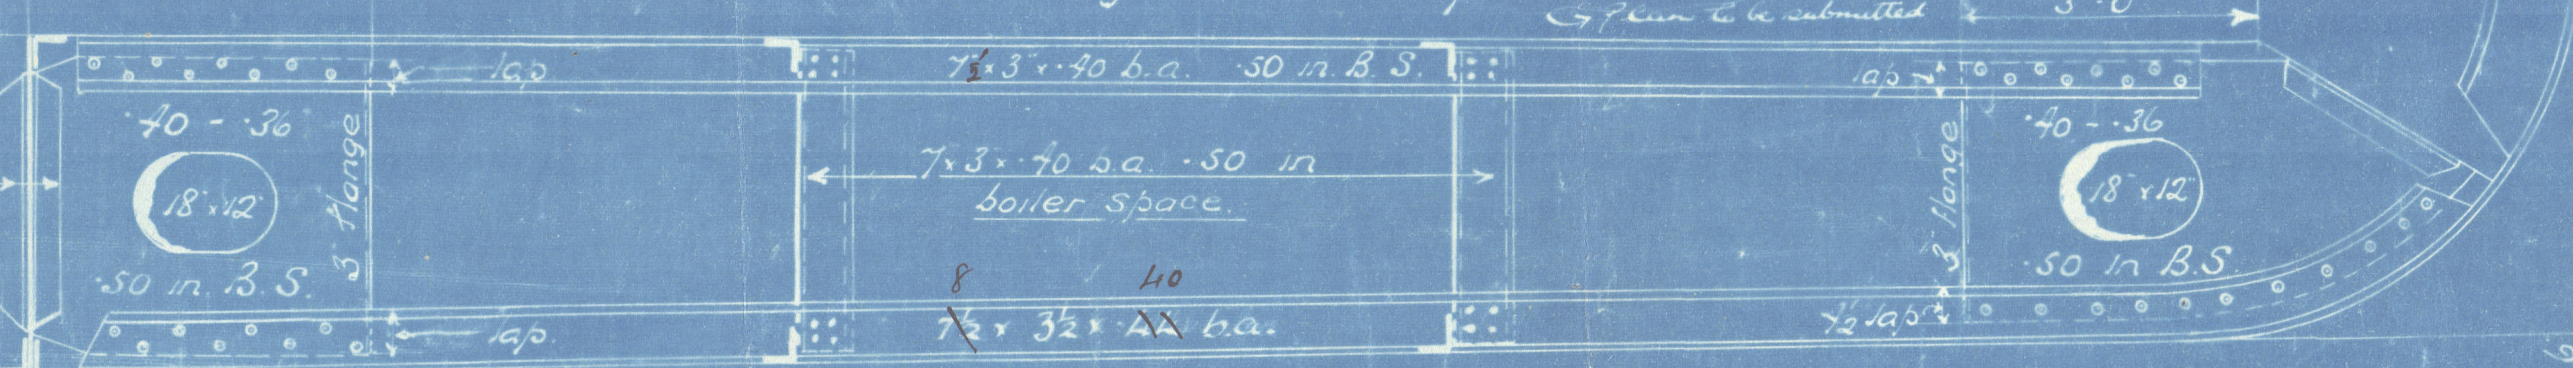 Plan to be submitted
3'-0"
lap
7½ × 3" × ·40 b.a. ·50 in B.S.
lap
·40 - ·36
18" × 12"
3" flange
·50 in. B.S.
7 × 3 × ·40 b.a. ·50 in
boiler space.
3" flange
·40 - ·36
18" × 12"
·50 in B.S.
8 40
7½ × 3½ × ·44 b.a.
lap.
lap